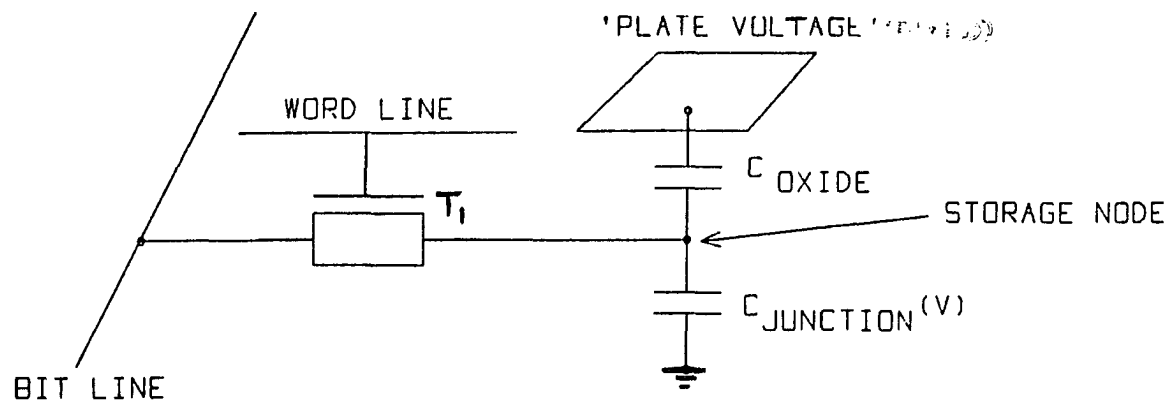 'PLATE VOLTAGE'
WORD LINE
T1
C OXIDE
STORAGE NODE
C JUNCTION (V)
BIT LINE